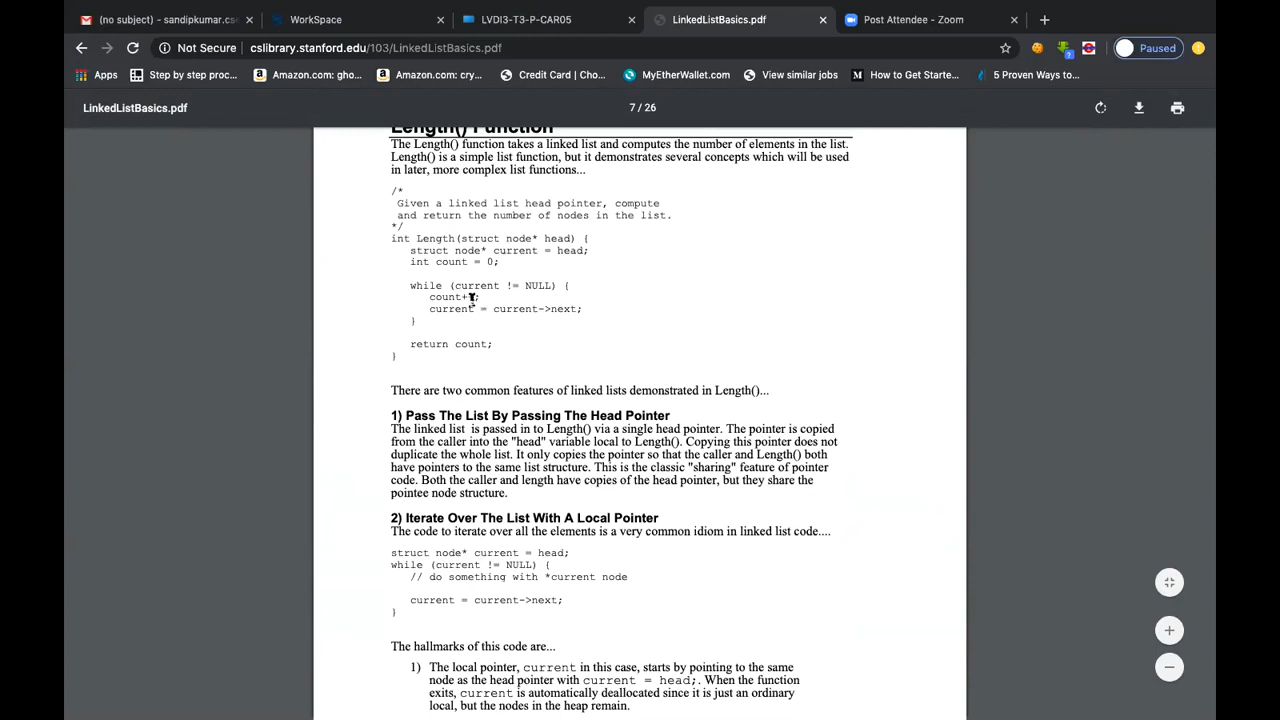 (no subject) - sandipkumar.cs
WorkSpace
LVDI3-T3-P-CAR05
LinkedListBasics.pdf
Post Attendee - Zoom
Not Secure
cslibrary.stanford.edu/103/LinkedListBasics.pdf
Paused
Apps
Step by step proc...
Amazon.com: gho...
Amazon.com: cry...
Credit Card | Cho...
MyEtherWallet.com
View similar jobs
How to Get Starte...
5 Proven Ways to...
LinkedListBasics.pdf
7 / 26
Length() Function
The Length() function takes a linked list and computes the number of elements in the list.
Length() is a simple list function, but it demonstrates several concepts which will be used
in later, more complex list functions...
/*
Given a linked list head pointer, compute
and return the number of nodes in the list.
*/
int Length(struct node* head) {
struct node* current = head;
int count = 0;
while (current != NULL) {
count++;
current = current->next;
}
return count;
}
There are two common features of linked lists demonstrated in Length()...
1) Pass The List By Passing The Head Pointer
The linked list is passed in to Length() via a single head pointer. The pointer is copied
from the caller into the "head" variable local to Length(). Copying this pointer does not
duplicate the whole list. It only copies the pointer so that the caller and Length() both
have pointers to the same list structure. This is the classic "sharing" feature of pointer
code. Both the caller and length have copies of the head pointer, but they share the
pointee node structure.
2) Iterate Over The List With A Local Pointer
The code to iterate over all the elements is a very common idiom in linked list code....
struct node* current = head;
while (current != NULL) {
// do something with *current node
current = current->next;
}
The hallmarks of this code are...
1) The local pointer, current in this case, starts by pointing to the same
node as the head pointer with current = head;. When the function
exits, current is automatically deallocated since it is just an ordinary
local, but the nodes in the heap remain.